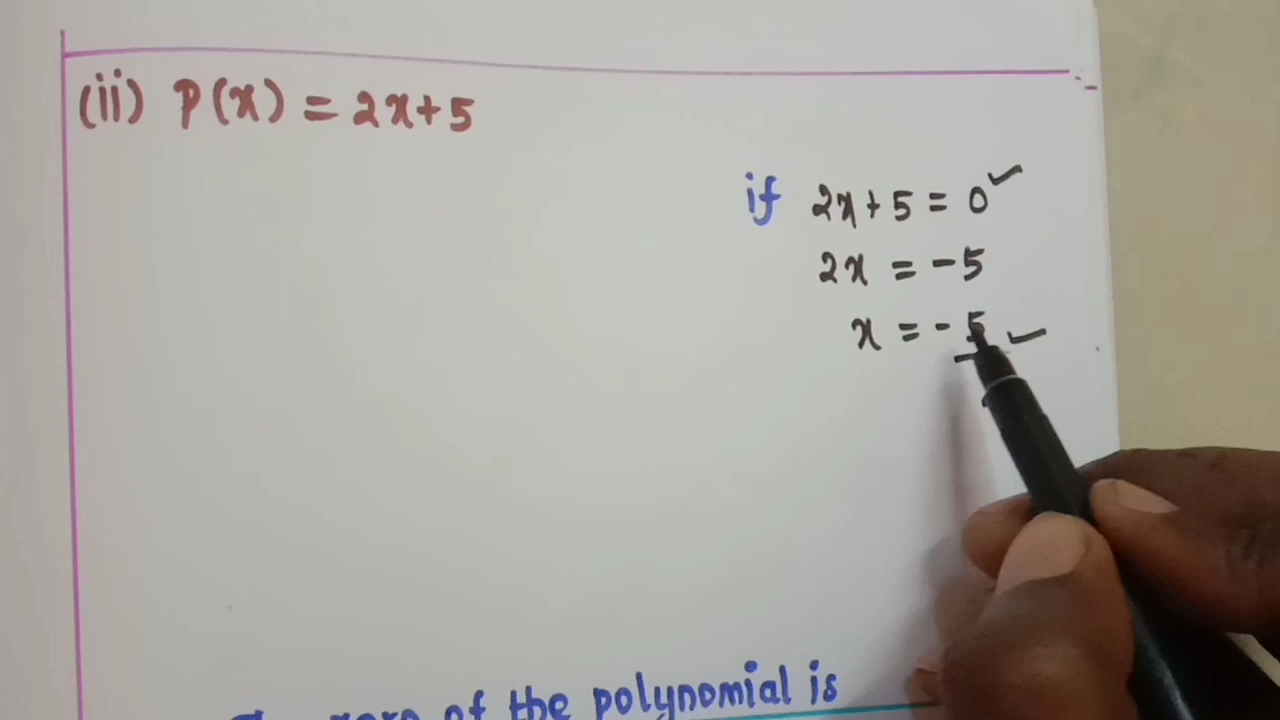 (ii) P(x) = 2x+5
if 2x+5 = 0
2x = -5
x = -5
of the polynomial is